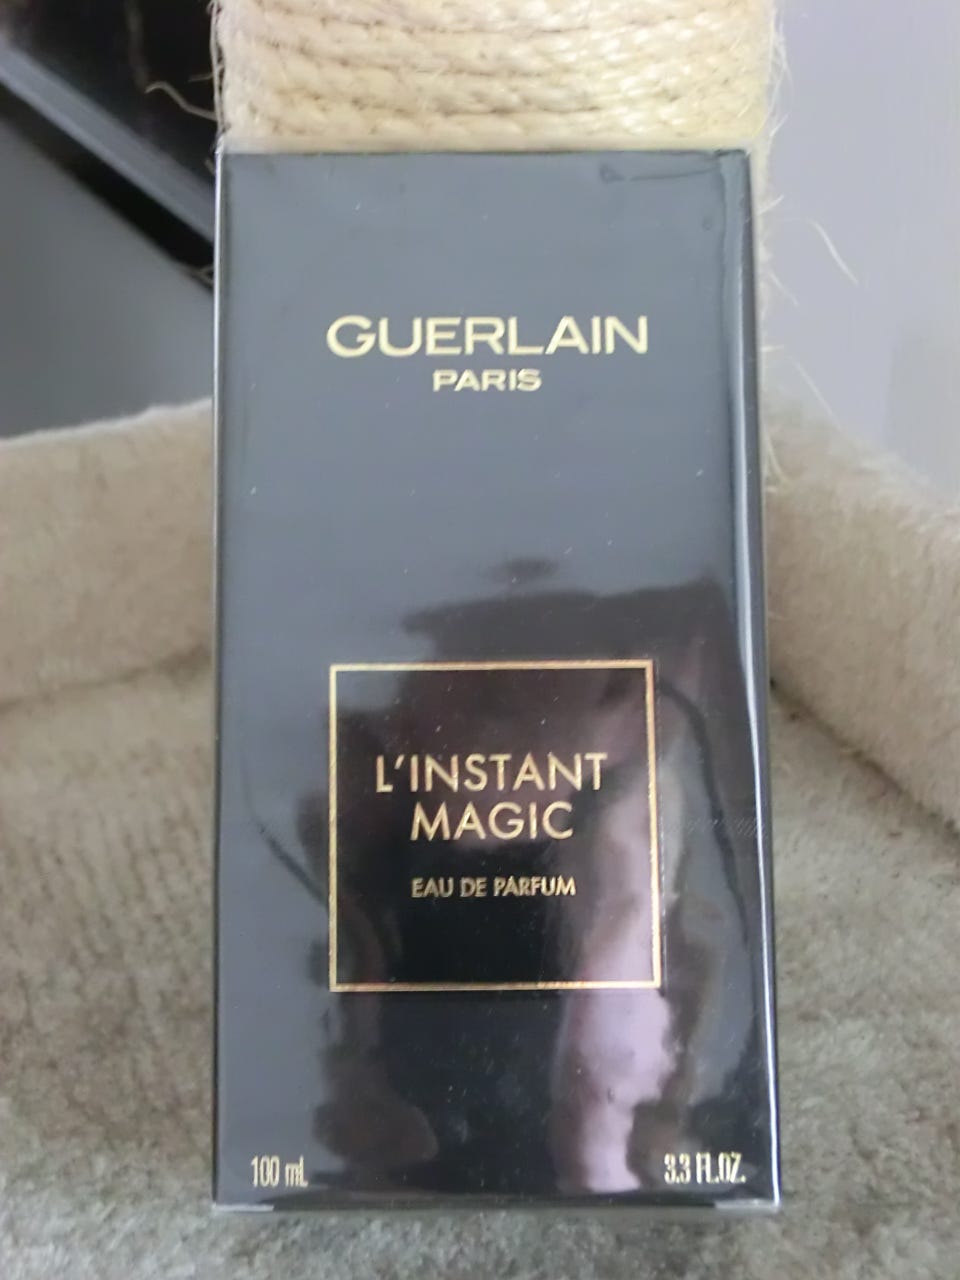 GUERLAIN
PARIS
L'INSTANT
MAGIC
EAU DE PARFUM
100 mL 3.3 FL.OZ.